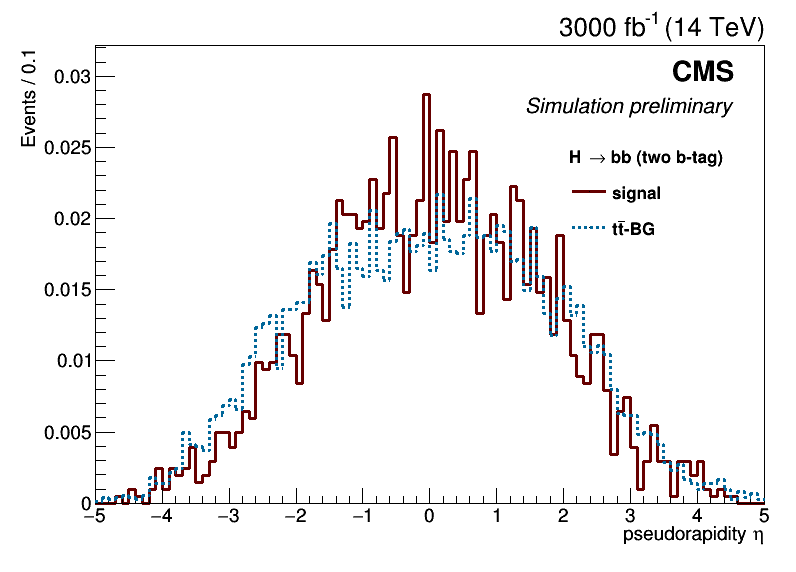 3000 fb-1 (14 TeV)
Events / 0.1
CMS
Simulation preliminary
H → bb (two b-tag)
signal
tt̄-BG
0.03
0.025
0.02
0.015
0.01
0.005
0
−5 −4 −3 −2 −1 0 1 2 3 4 5
pseudorapidity η